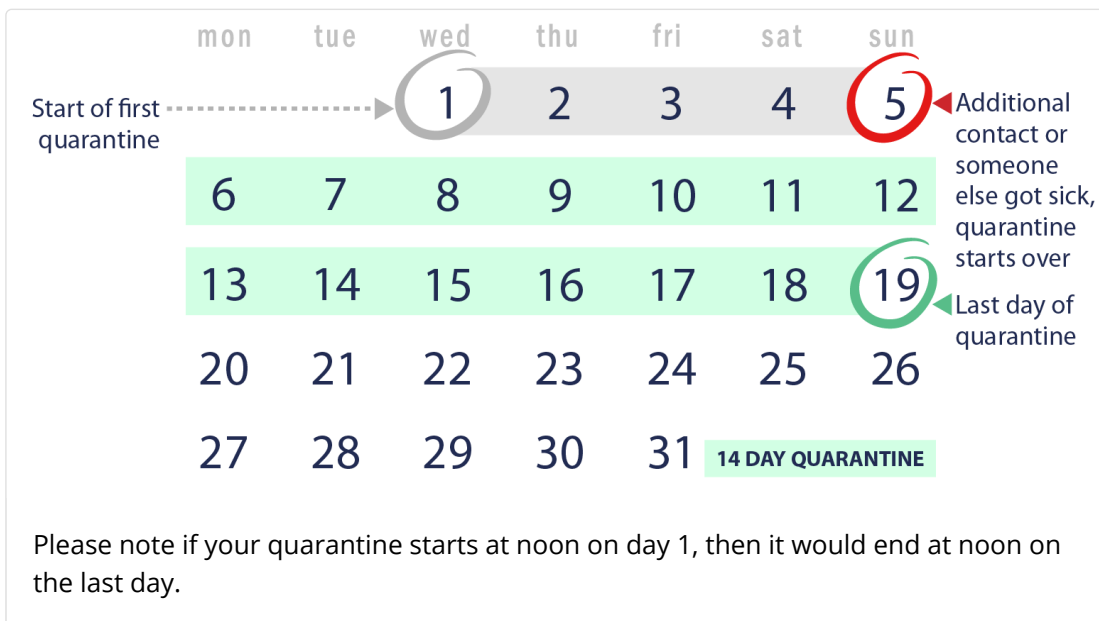 mon tue wed thu fri sat sun
Start of first
quarantine
1 2 3 4 5
Additional
contact or
someone
else got sick,
quarantine
starts over
6 7 8 9 10 11 12
13 14 15 16 17 18 19
Last day of
quarantine
20 21 22 23 24 25 26
27 28 29 30 31
14 DAY QUARANTINE
Please note if your quarantine starts at noon on day 1, then it would end at noon on
the last day.